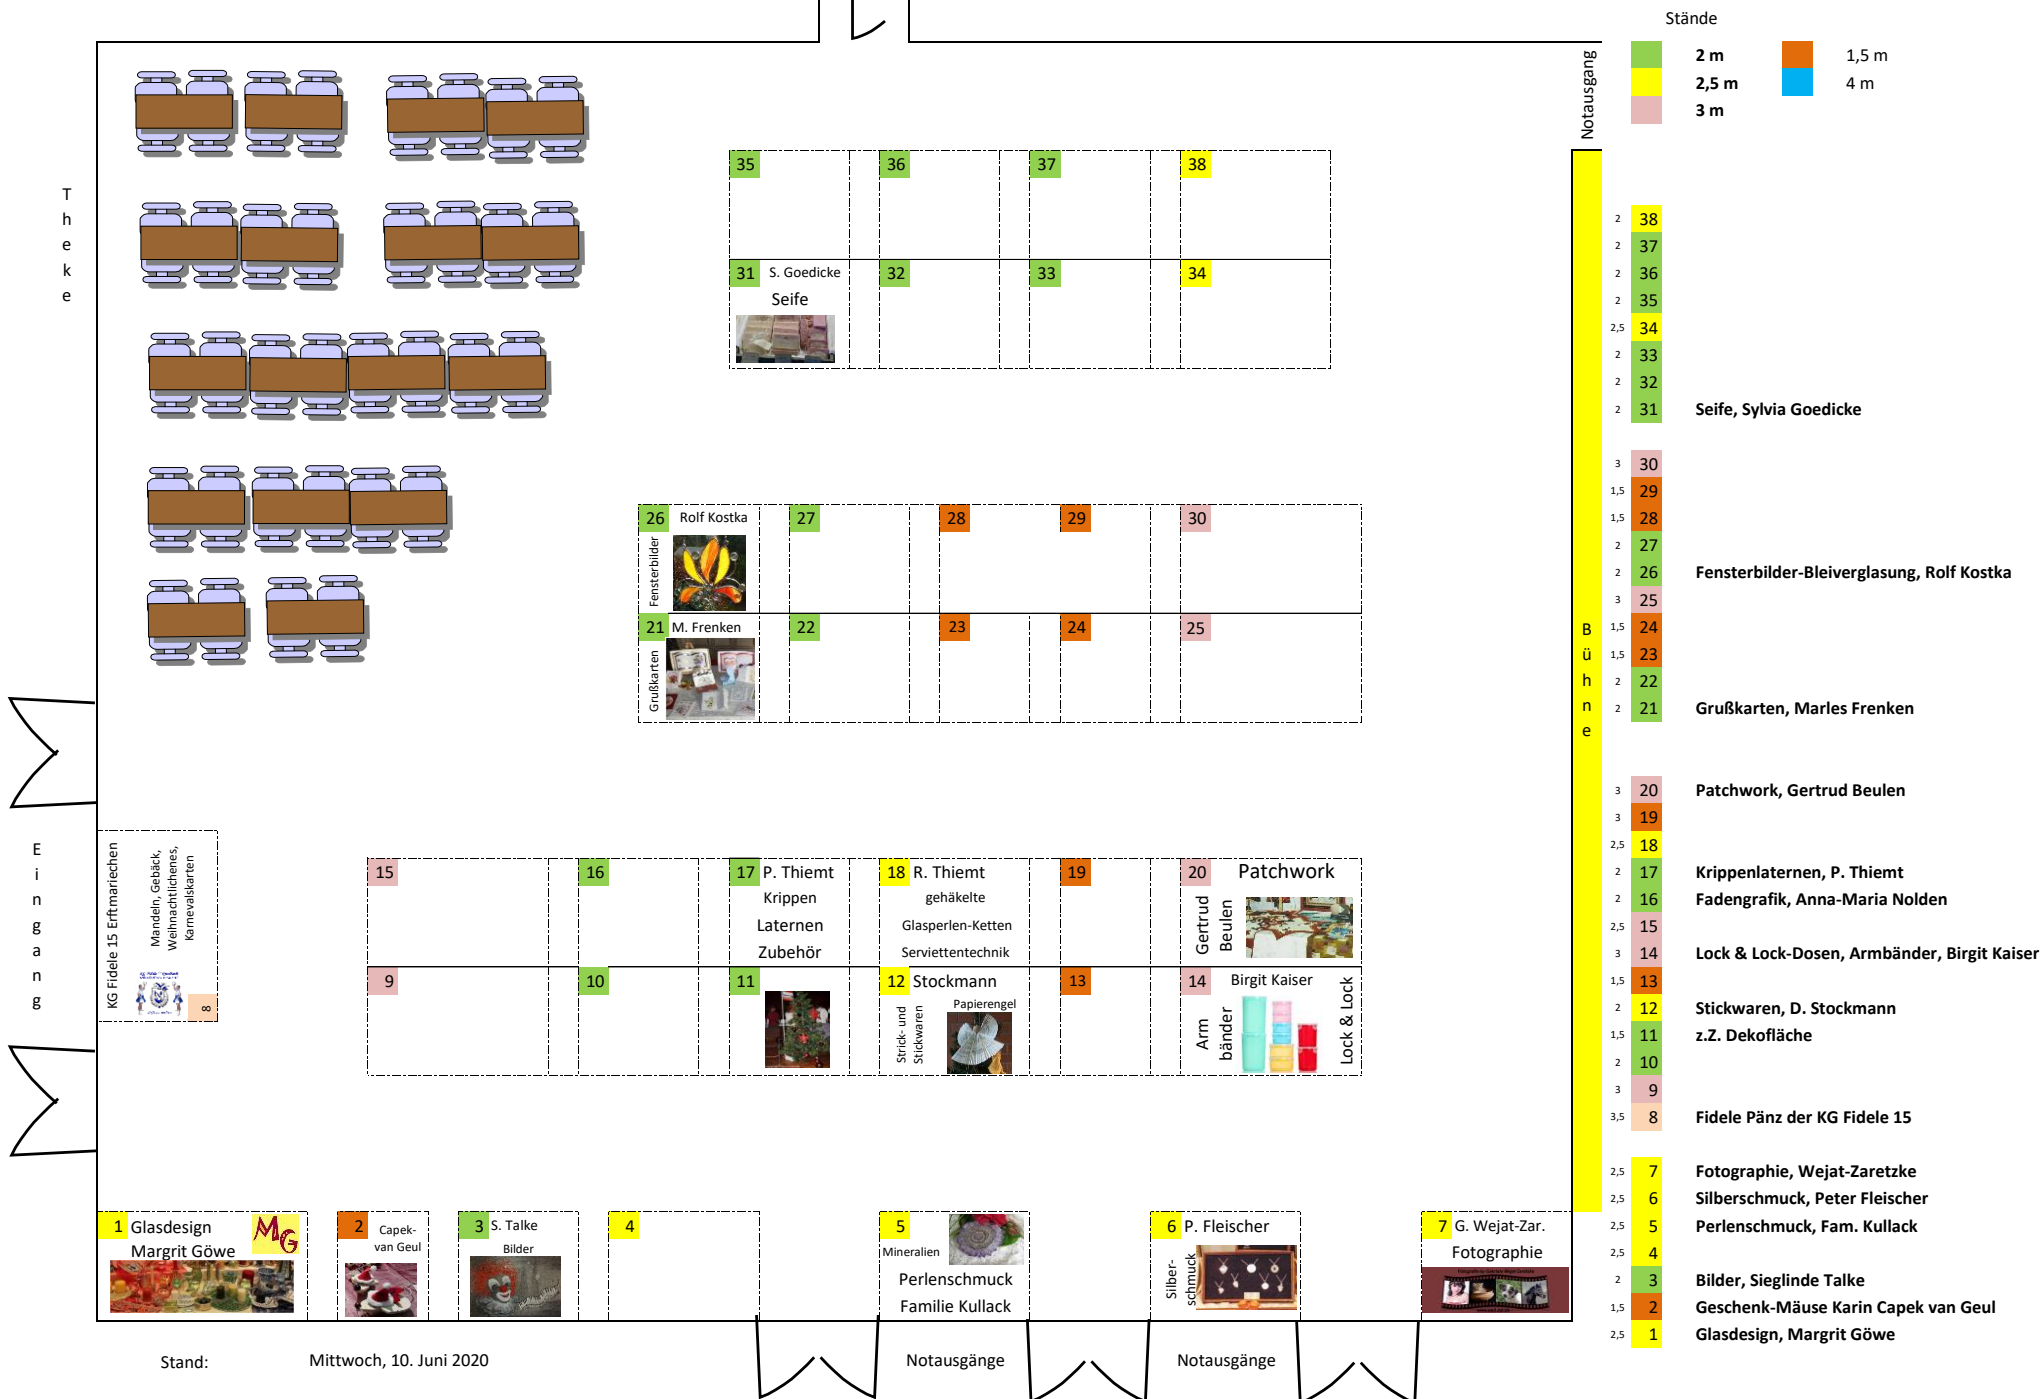 Stände
2 m
1,5 m
2,5 m
4 m
3 m
Notausgang
Theke
35
36
37
38
31 S. Goedicke
Seife
32
33
34
26 Rolf Kostka
Fensterbilder
27
28
29
30
21 M. Frenken
Grußkarten
22
23
24
25
Bühne
Eingang
KG Fidele 15 Erftmariechen
Mandeln, Gebäck,
Weihnachtlichenes,
Karnevalskarten
8
15
16
17 P. Thiemt
Krippen
Laternen
Zubehör
18 R. Thiemt
gehäkelte
Glasperlen-Ketten
Serviettentechnik
19
20 Patchwork
Gertrud
Beulen
9
10
11
12 Stockmann
Papierengel
Strick- und
Stickwaren
13
14 Birgit Kaiser
Arm
bänder
Lock & Lock
1 Glasdesign
Margrit Göwe
MG
2 Capek-
van Geul
3 S. Talke
Bilder
4
5
Mineralien
Perlenschmuck
Familie Kullack
6 P. Fleischer
Silber-
schmuck
7 G. Wejat-Zar.
Fotographie
Stand: Mittwoch, 10. Juni 2020
Notausgänge
Notausgänge
2 38
2 37
2 36
2 35
2,5 34
2 33
2 32
2 31 Seife, Sylvia Goedicke
3 30
1,5 29
1,5 28
2 27
2 26 Fensterbilder-Bleiverglasung, Rolf Kostka
3 25
1,5 24
1,5 23
2 22
2 21 Grußkarten, Marles Frenken
3 20 Patchwork, Gertrud Beulen
3 19
2,5 18
2 17 Krippenlaternen, P. Thiemt
2 16 Fadengrafik, Anna-Maria Nolden
2,5 15
3 14 Lock & Lock-Dosen, Armbänder, Birgit Kaiser
1,5 13
2 12 Stickwaren, D. Stockmann
1,5 11 z.Z. Dekofläche
2 10
3 9
3,5 8 Fidele Pänz der KG Fidele 15
2,5 7 Fotographie, Wejat-Zaretzke
2,5 6 Silberschmuck, Peter Fleischer
2,5 5 Perlenschmuck, Fam. Kullack
2,5 4
2 3 Bilder, Sieglinde Talke
1,5 2 Geschenk-Mäuse Karin Capek van Geul
2,5 1 Glasdesign, Margrit Göwe